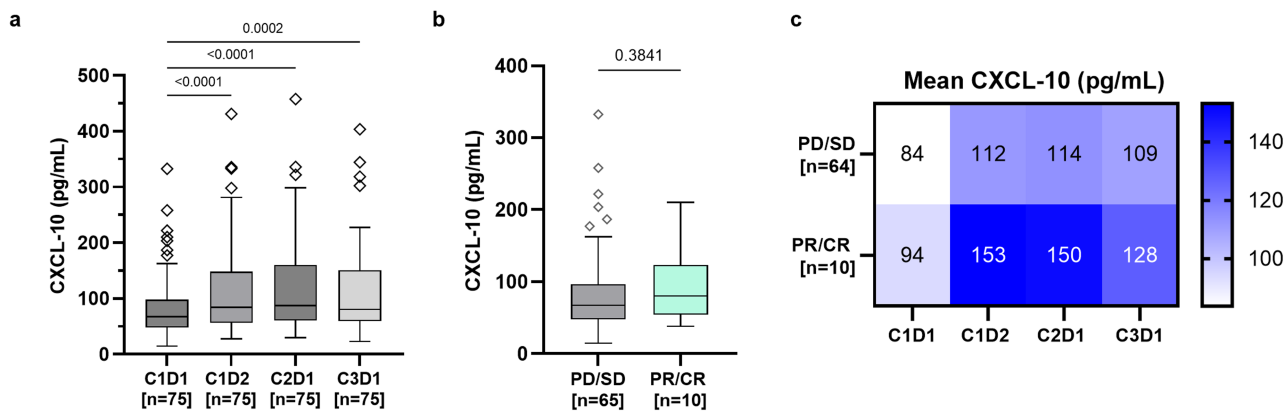 a
0.0002
<0.0001
<0.0001
CXCL-10 (pg/mL)
500
400
300
200
100
0
C1D1 C1D2 C2D1 C3D1
[n=75] [n=75] [n=75] [n=75]
b
0.3841
CXCL-10 (pg/mL)
400
300
200
100
0
PD/SD PR/CR
[n=65] [n=10]
c
Mean CXCL-10 (pg/mL)
PD/SD
[n=64]
84 112 114 109
PR/CR
[n=10]
94 153 150 128
C1D1 C1D2 C2D1 C3D1
140
120
100